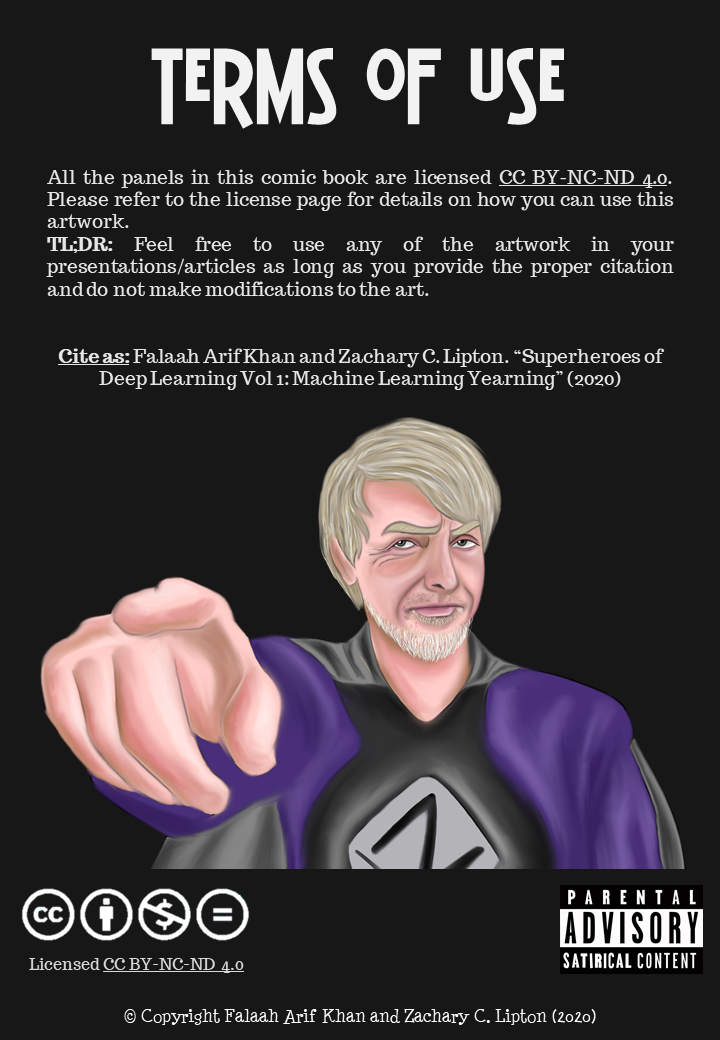 TERMS OF USE
All the panels in this comic book are licensed CC BY-NC-ND 4.0.
Please refer to the license page for details on how you can use this
artwork.
TL;DR: Feel free to use any of the artwork in your
presentations/articles as long as you provide the proper citation
and do not make modifications to the art.
Cite as: Falaah Arif Khan and Zachary C. Lipton. “Superheroes of
Deep Learning Vol 1: Machine Learning Yearning” (2020)
cc
Licensed CC BY-NC-ND 4.0
PARENTAL
ADVISORY
SATIRICAL CONTENT
© Copyright Falaah Arif Khan and Zachary C. Lipton (2020)